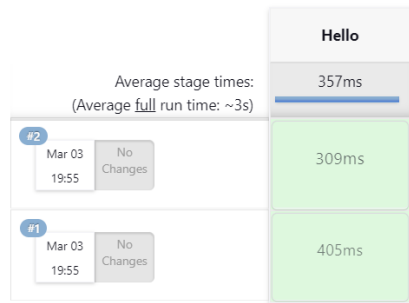 Hello
Average stage times:
(Average full run time: ~3s)
357ms
#2
Mar 03
19:55
No
Changes
309ms
#1
Mar 03
19:55
No
Changes
405ms